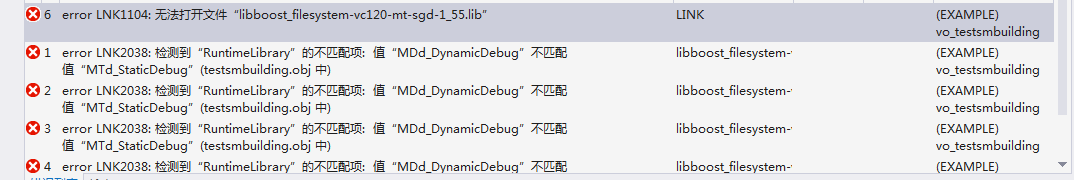 6 error LNK1104: 无法打开文件“libboost_filesystem-vc120-mt-sgd-1_55.lib” LINK (EXAMPLE)
vo_testsmbuilding
1 error LNK2038: 检测到“RuntimeLibrary”的不匹配项: 值“MDd_DynamicDebug”不匹配 libboost_filesystem- (EXAMPLE)
值“MTd_StaticDebug”(testsmbuilding.obj 中) vo_testsmbuilding
2 error LNK2038: 检测到“RuntimeLibrary”的不匹配项: 值“MDd_DynamicDebug”不匹配 libboost_filesystem- (EXAMPLE)
值“MTd_StaticDebug”(testsmbuilding.obj 中) vo_testsmbuilding
3 error LNK2038: 检测到“RuntimeLibrary”的不匹配项: 值“MDd_DynamicDebug”不匹配 libboost_filesystem- (EXAMPLE)
值“MTd_StaticDebug”(testsmbuilding.obj 中) vo_testsmbuilding
4 error LNK2038: 检测到“RuntimeLibrary”的不匹配项: 值“MDd_DynamicDebug”不匹配 libboost_filesystem- (EXAMPLE)